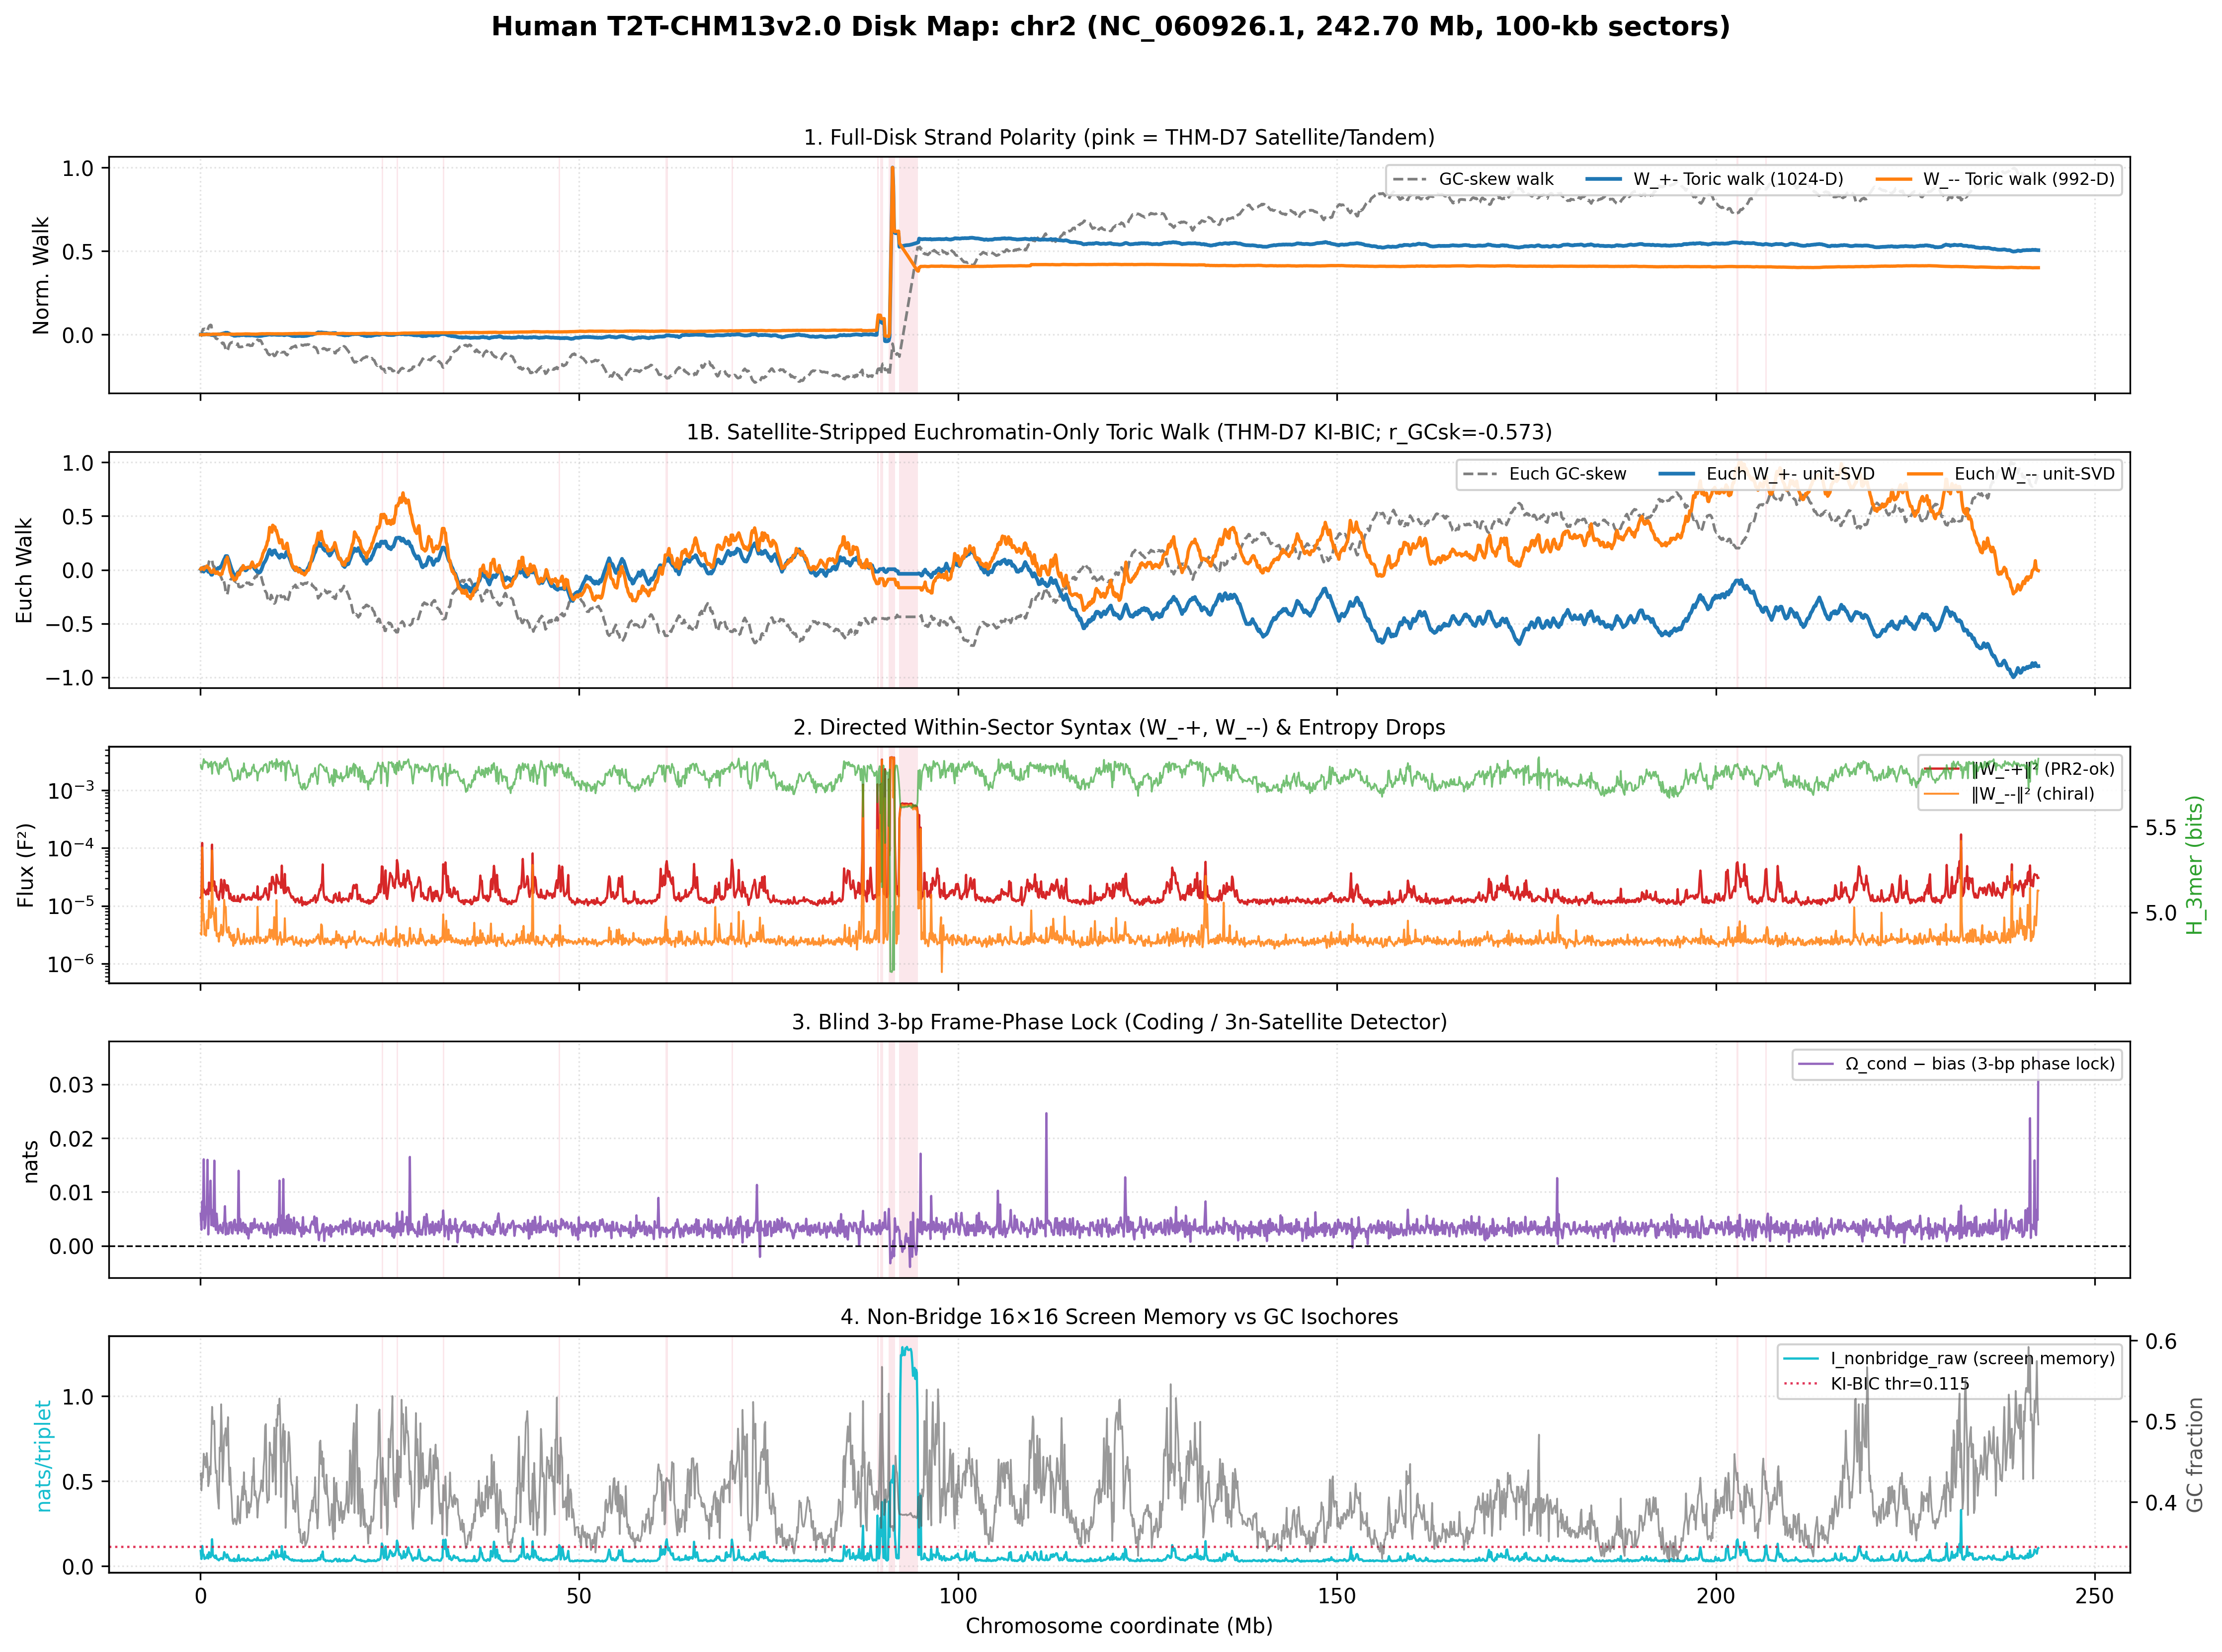 Human T2T-CHM13v2.0 Disk Map: chr2 (NC_060926.1, 242.70 Mb, 100-kb sectors)
1. Full-Disk Strand Polarity (pink = THM-D7 Satellite/Tandem)
Norm. Walk
1.0
0.5
0.0
GC-skew walk
W_+- Toric walk (1024-D)
W_-- Toric walk (992-D)
1B. Satellite-Stripped Euchromatin-Only Toric Walk (THM-D7 KI-BIC; r_GCsk=-0.573)
Euch Walk
1.0
0.5
0.0
−0.5
−1.0
Euch GC-skew
Euch W_+- unit-SVD
Euch W_-- unit-SVD
2. Directed Within-Sector Syntax (W_-+, W_--) & Entropy Drops
Flux (F²)
10⁻³
10⁻⁴
10⁻⁵
10⁻⁶
‖W_-+‖² (PR2-ok)
‖W_--‖² (chiral)
5.5
5.0
H_3mer (bits)
3. Blind 3-bp Frame-Phase Lock (Coding / 3n-Satellite Detector)
nats
0.03
0.02
0.01
0.00
Ω_cond − bias (3-bp phase lock)
4. Non-Bridge 16×16 Screen Memory vs GC Isochores
nats/triplet
1.0
0.5
0.0
I_nonbridge_raw (screen memory)
KI-BIC thr=0.115
0.6
0.5
0.4
GC fraction
0
50
100
150
200
250
Chromosome coordinate (Mb)